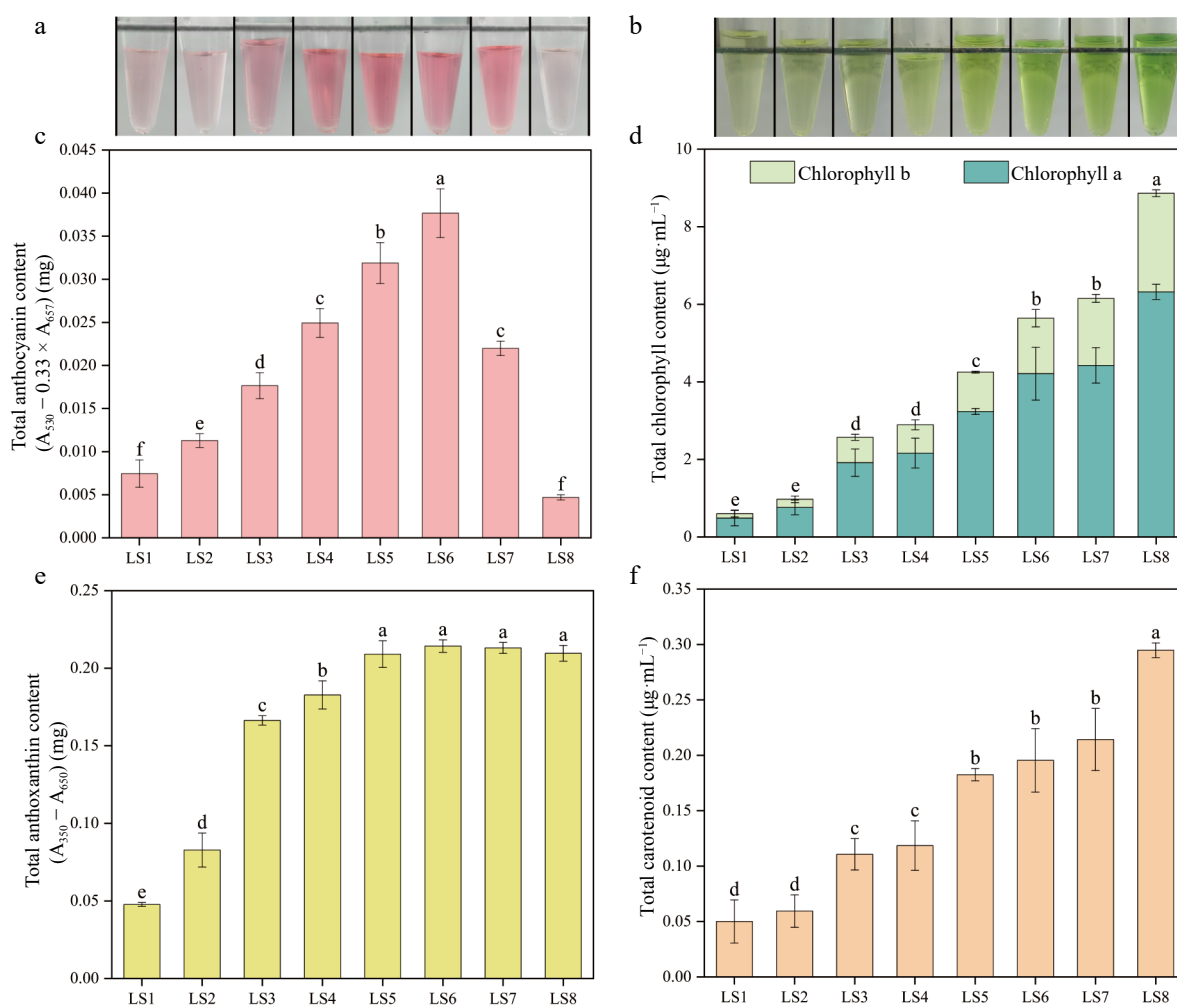 a
b
c
Total anthocyanin content
(A530 − 0.33 × A657) (mg)
0.045
0.040
0.035
0.030
0.025
0.020
0.015
0.010
0.005
0.000
f
e
d
c
b
a
c
f
LS1 LS2 LS3 LS4 LS5 LS6 LS7 LS8
d
Total chlorophyll content (μg·mL−1)
10
8
6
4
2
0
Chlorophyll b
Chlorophyll a
e
e
d
d
c
b
b
a
LS1 LS2 LS3 LS4 LS5 LS6 LS7 LS8
e
Total anthoxanthin content
(A350 − A650) (mg)
0.25
0.20
0.15
0.10
0.05
0.00
e
d
c
b
a
a
a
a
LS1 LS2 LS3 LS4 LS5 LS6 LS7 LS8
f
Total carotenoid content (μg·mL−1)
0.35
0.30
0.25
0.20
0.15
0.10
0.05
0.00
d
d
c
c
b
b
b
a
LS1 LS2 LS3 LS4 LS5 LS6 LS7 LS8